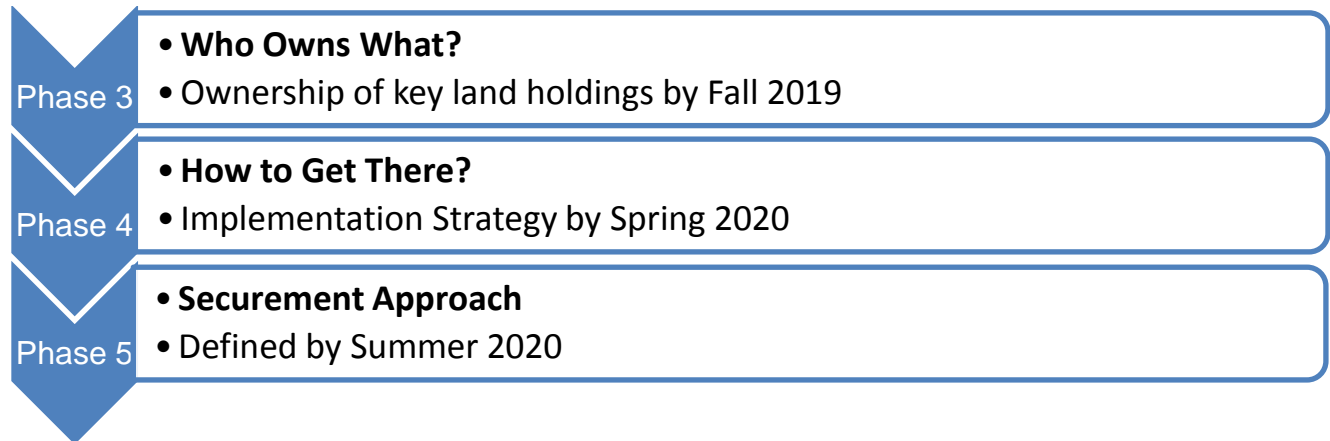 Phase 3
• Who Owns What?
• Ownership of key land holdings by Fall 2019
Phase 4
• How to Get There?
• Implementation Strategy by Spring 2020
Phase 5
• Securement Approach
• Defined by Summer 2020